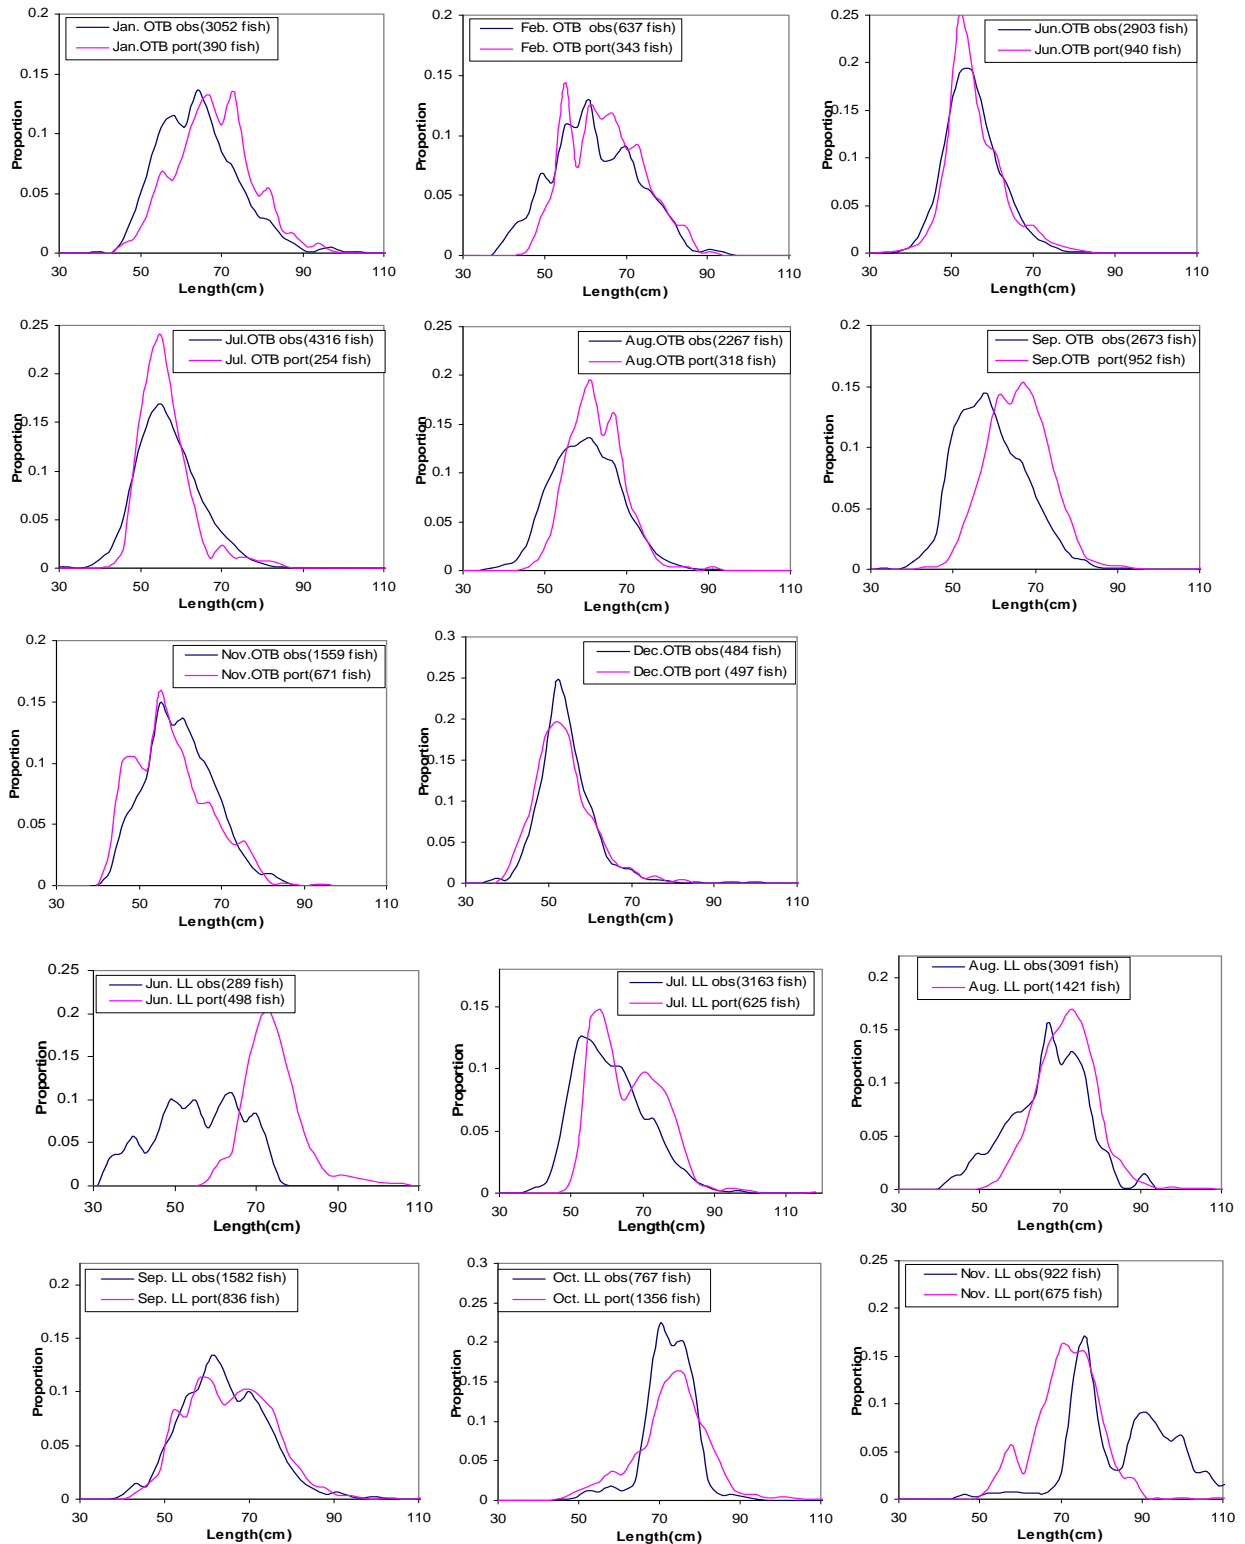 0.2
0.15
0.1
0.05
0
Proportion
Jan. OTB obs(3052 fish)
Jan.OTB port(390 fish)
30 50 70 90 110
Length(cm)
0.2
0.15
0.1
0.05
0
Proportion
Feb. OTB obs(637 fish)
Feb. OTB port(343 fish)
30 50 70 90 110
Length(cm)
0.25
0.2
0.15
0.1
0.05
0
Proportion
Jun.OTB obs(2903 fish)
Jun.OTB port(940 fish)
30 50 70 90 110
Length(cm)
0.25
0.2
0.15
0.1
0.05
0
Proportion
Jul.OTB obs(4316 fish)
Jul. OTB port(254 fish)
30 50 70 90 110
Length(cm)
0.25
0.2
0.15
0.1
0.05
0
Proportion
Aug.OTB obs(2267 fish)
Aug.OTB port(318 fish)
30 50 70 90 110
Length(cm)
0.2
0.15
0.1
0.05
0
Proportion
Sep. OTB obs(2673 fish)
Sep.OTB port(952 fish)
30 50 70 90 110
Length(cm)
0.2
0.15
0.1
0.05
0
Proportion
Nov.OTB obs(1559 fish)
Nov.OTB port(671 fish)
30 50 70 90 110
Length(cm)
0.3
0.25
0.2
0.15
0.1
0.05
0
Proportion
Dec.OTB obs(484 fish)
Dec.OTB port (497 fish)
30 50 70 90 110
Length(cm)
0.25
0.2
0.15
0.1
0.05
0
Proportion
Jun. LL obs(289 fish)
Jun. LL port(498 fish)
30 50 70 90 110
Length(cm)
0.15
0.1
0.05
0
Proportion
Jul. LL obs(3163 fish)
Jul. LL port(625 fish)
30 50 70 90 110
Length(cm)
0.2
0.15
0.1
0.05
0
Proportion
Aug. LL obs(3091 fish)
Aug. LL port(1421 fish)
30 50 70 90 110
Length(cm)
0.2
0.15
0.1
0.05
0
Proportion
Sep. LL obs(1582 fish)
Sep. LL port(836 fish)
30 50 70 90 110
Length(cm)
0.3
0.25
0.2
0.15
0.1
0.05
0
Proportion
Oct. LL obs(767 fish)
Oct. LL port(1356 fish)
30 50 70 90 110
Length(cm)
0.25
0.2
0.15
0.1
0.05
0
Proportion
Nov. LL obs(922 fish)
Nov. LL port(675 fish)
30 50 70 90 110
Length(cm)